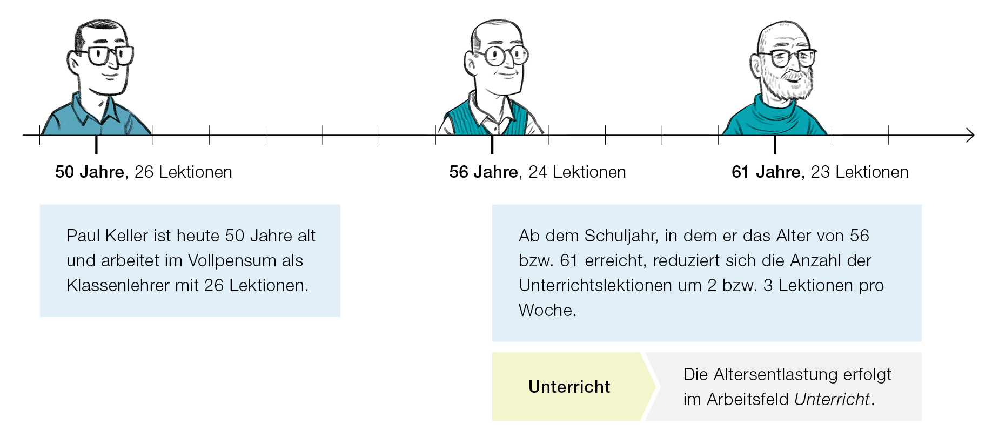 50 Jahre, 26 Lektionen
56 Jahre, 24 Lektionen
61 Jahre, 23 Lektionen
Paul Keller ist heute 50 Jahre alt
und arbeitet im Vollpensum als
Klassenlehrer mit 26 Lektionen.
Ab dem Schuljahr, in dem er das Alter von 56
bzw. 61 erreicht, reduziert sich die Anzahl der
Unterrichtslektionen um 2 bzw. 3 Lektionen pro
Woche.
Unterricht
Die Altersentlastung erfolgt
im Arbeitsfeld Unterricht.